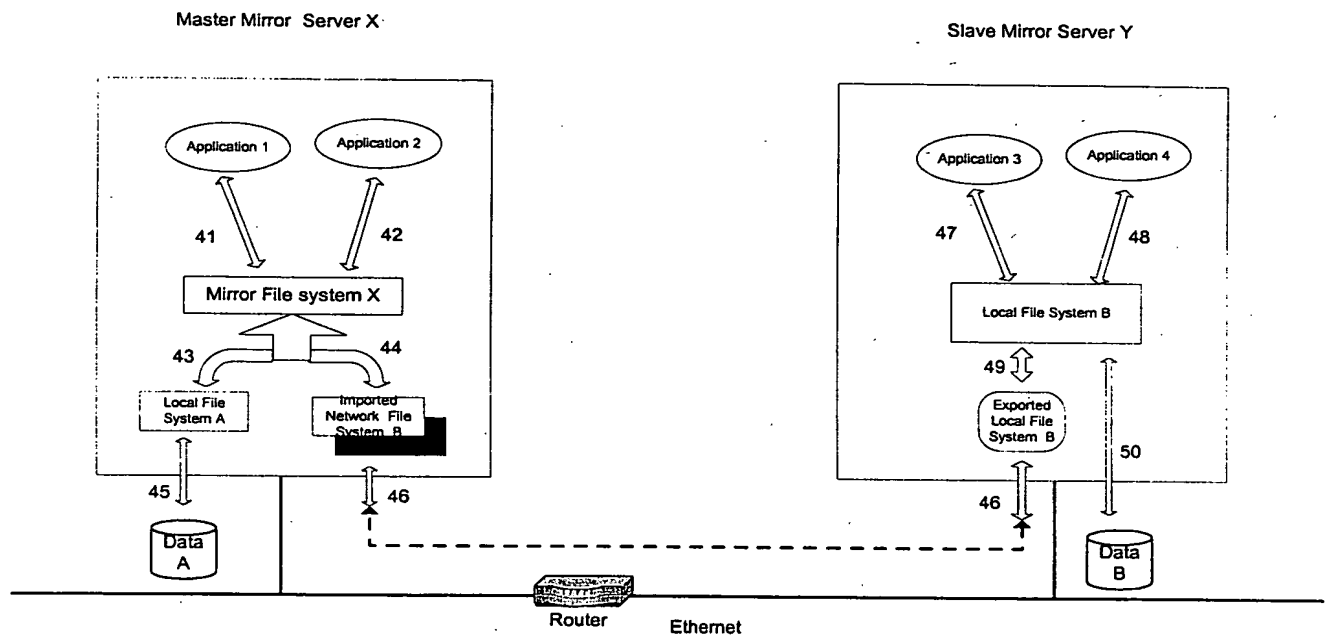 Master Mirror Server X
Slave Mirror Server Y
Application 1
Application 2
41
42
Mirror File system X
43
44
Local File
System A
Imported
Network File
System B
45
46
Data
A
Application 3
Application 4
47
48
Local File System B
49
Exported
Local File
System B
50
46
Data
B
Router
Ethernet